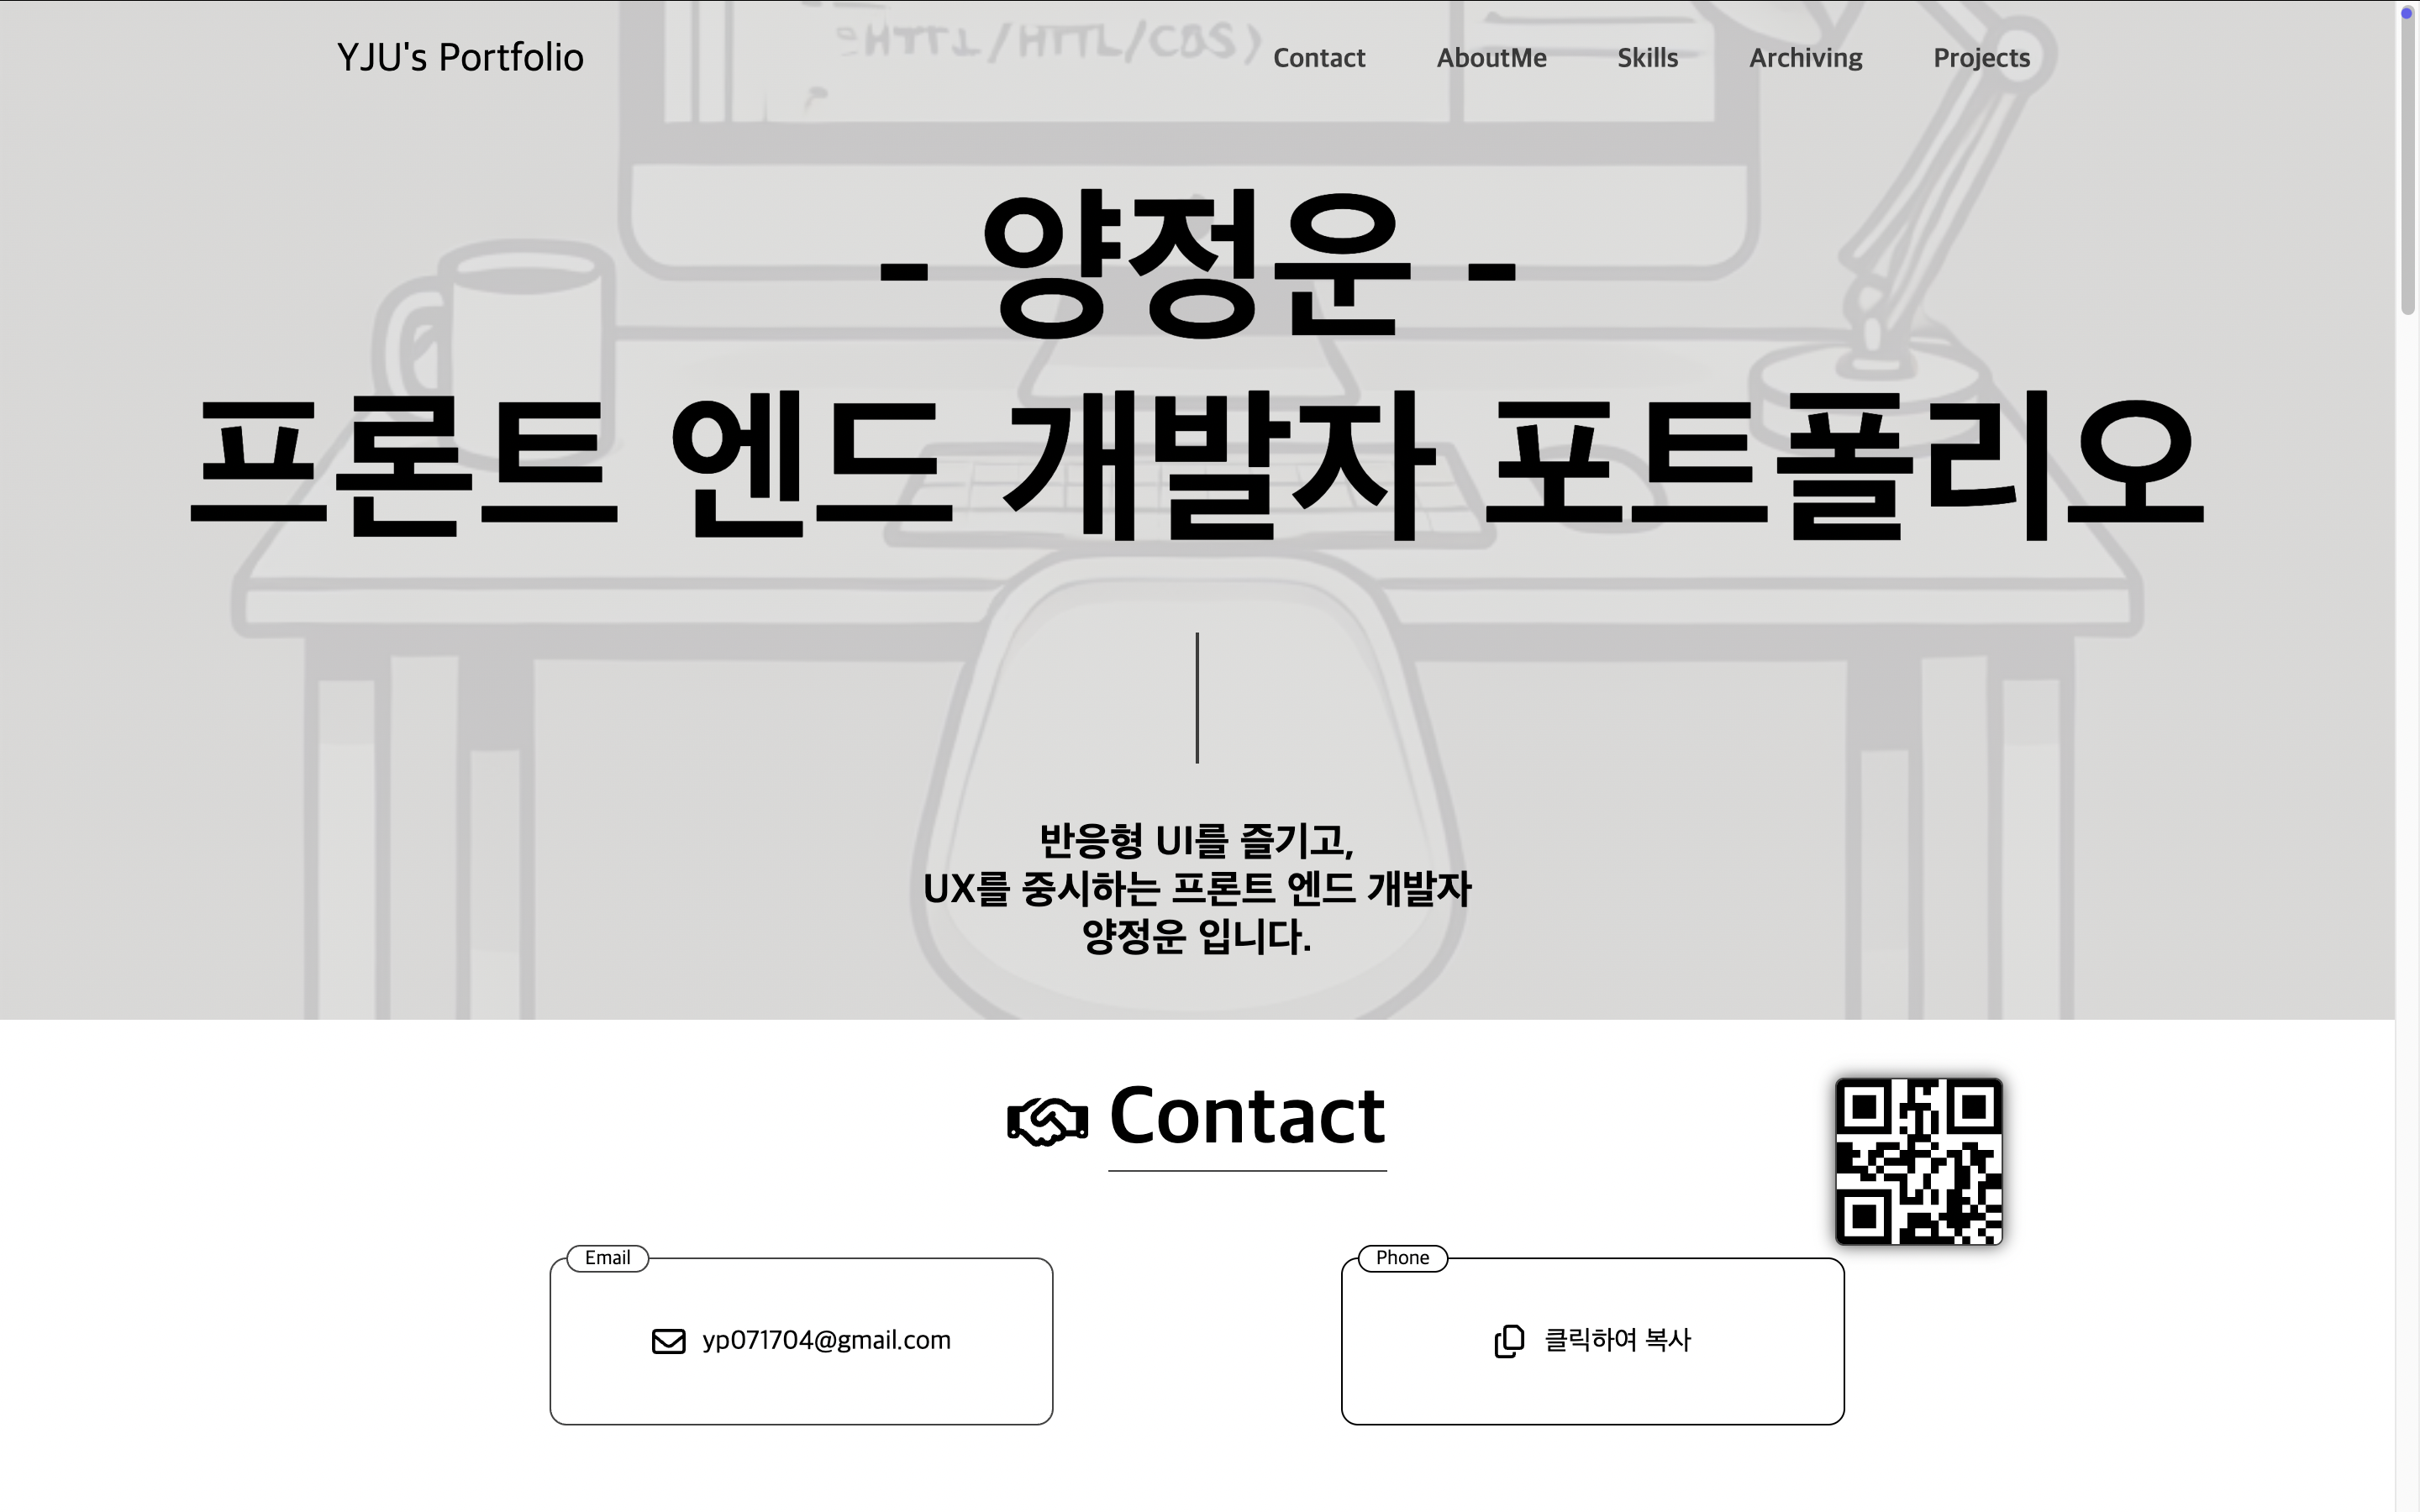 YJU's Portfolio
Contact AboutMe Skills Archiving Projects
- 양정운 -
프론트 엔드 개발자 포트폴리오
반응형 UI를 즐기고,
UX를 중시하는 프론트 엔드 개발자
양정운 입니다.
Contact
Email
yp071704@gmail.com
Phone
클릭하여 복사